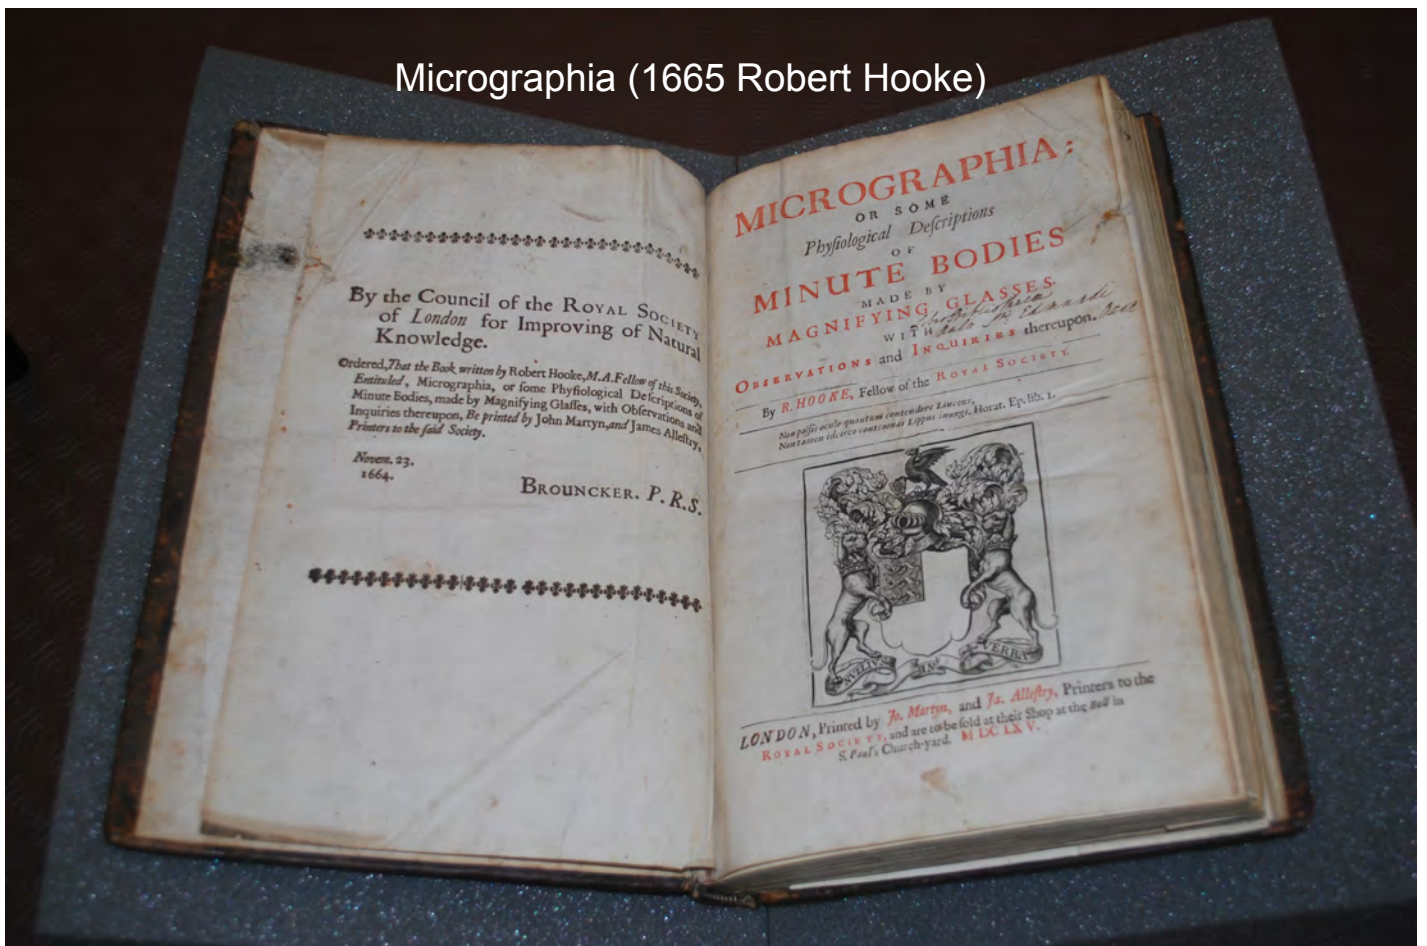 Micrographia (1665 Robert Hooke)
By the Council of the ROYAL SOCIETY
of London for Improving of Natural
Knowledge.
Ordered, That the Book written by Robert Hooke, M.A. Fellow of this Society,
Entituled, Micrographia, or some Physiological Descriptions of
Minute Bodies, made by Magnifying Glasses, with Observations and
Inquiries thereupon, Be printed by John Martyn, and James Allestry,
Printers to the said Society.
Novem. 23.
1664.
BROUNCKER. P. R. S.
MICROGRAPHIA:
OR SOME
Physiological Descriptions
OF
MINUTE BODIES
MADE BY
MAGNIFYING GLASSES.
WITH
OBSERVATIONS and INQUIRIES thereupon.
By R. HOOKE, Fellow of the ROYAL SOCIETY.
Non possis oculo quantum contendere Linceus,
Non tamen idcirco contemnas Lippus inungi. Horat. Ep. lib. 1.
NULLIUS IN VERBA
LONDON, Printed by Jo. Martyn, and Ja. Allestry, Printers to the
ROYAL SOCIETY, and are to be sold at their Shop at the Bell in
S. Paul's Church-yard. M DC LX V.